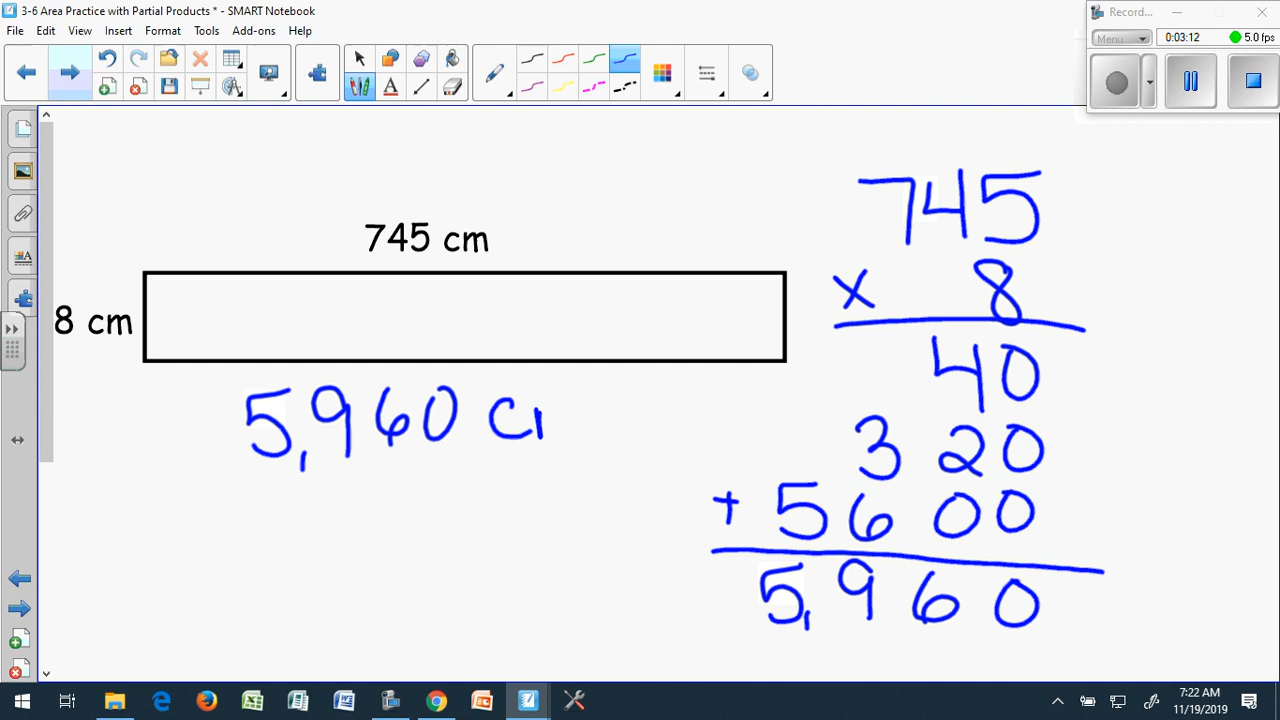 3-6 Area Practice with Partial Products * - SMART Notebook
File Edit View Insert Format Tools Add-ons Help
Record...
Menu 0:03:12 5.0 fps
745 cm
8 cm
5,960 c
745
x 8
40
320
+ 5600
5,960
7:22 AM
11/19/2019